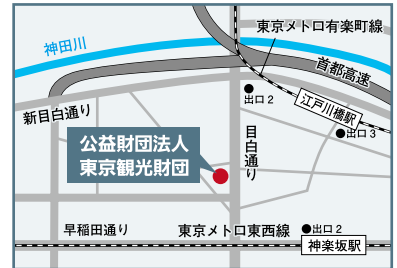 東京メトロ有楽町線
神田川
首都高速
出口2
江戸川橋駅
出口3
新目白通り
目白通り
公益財団法人
東京観光財団
早稲田通り
東京メトロ東西線
出口2
神楽坂駅